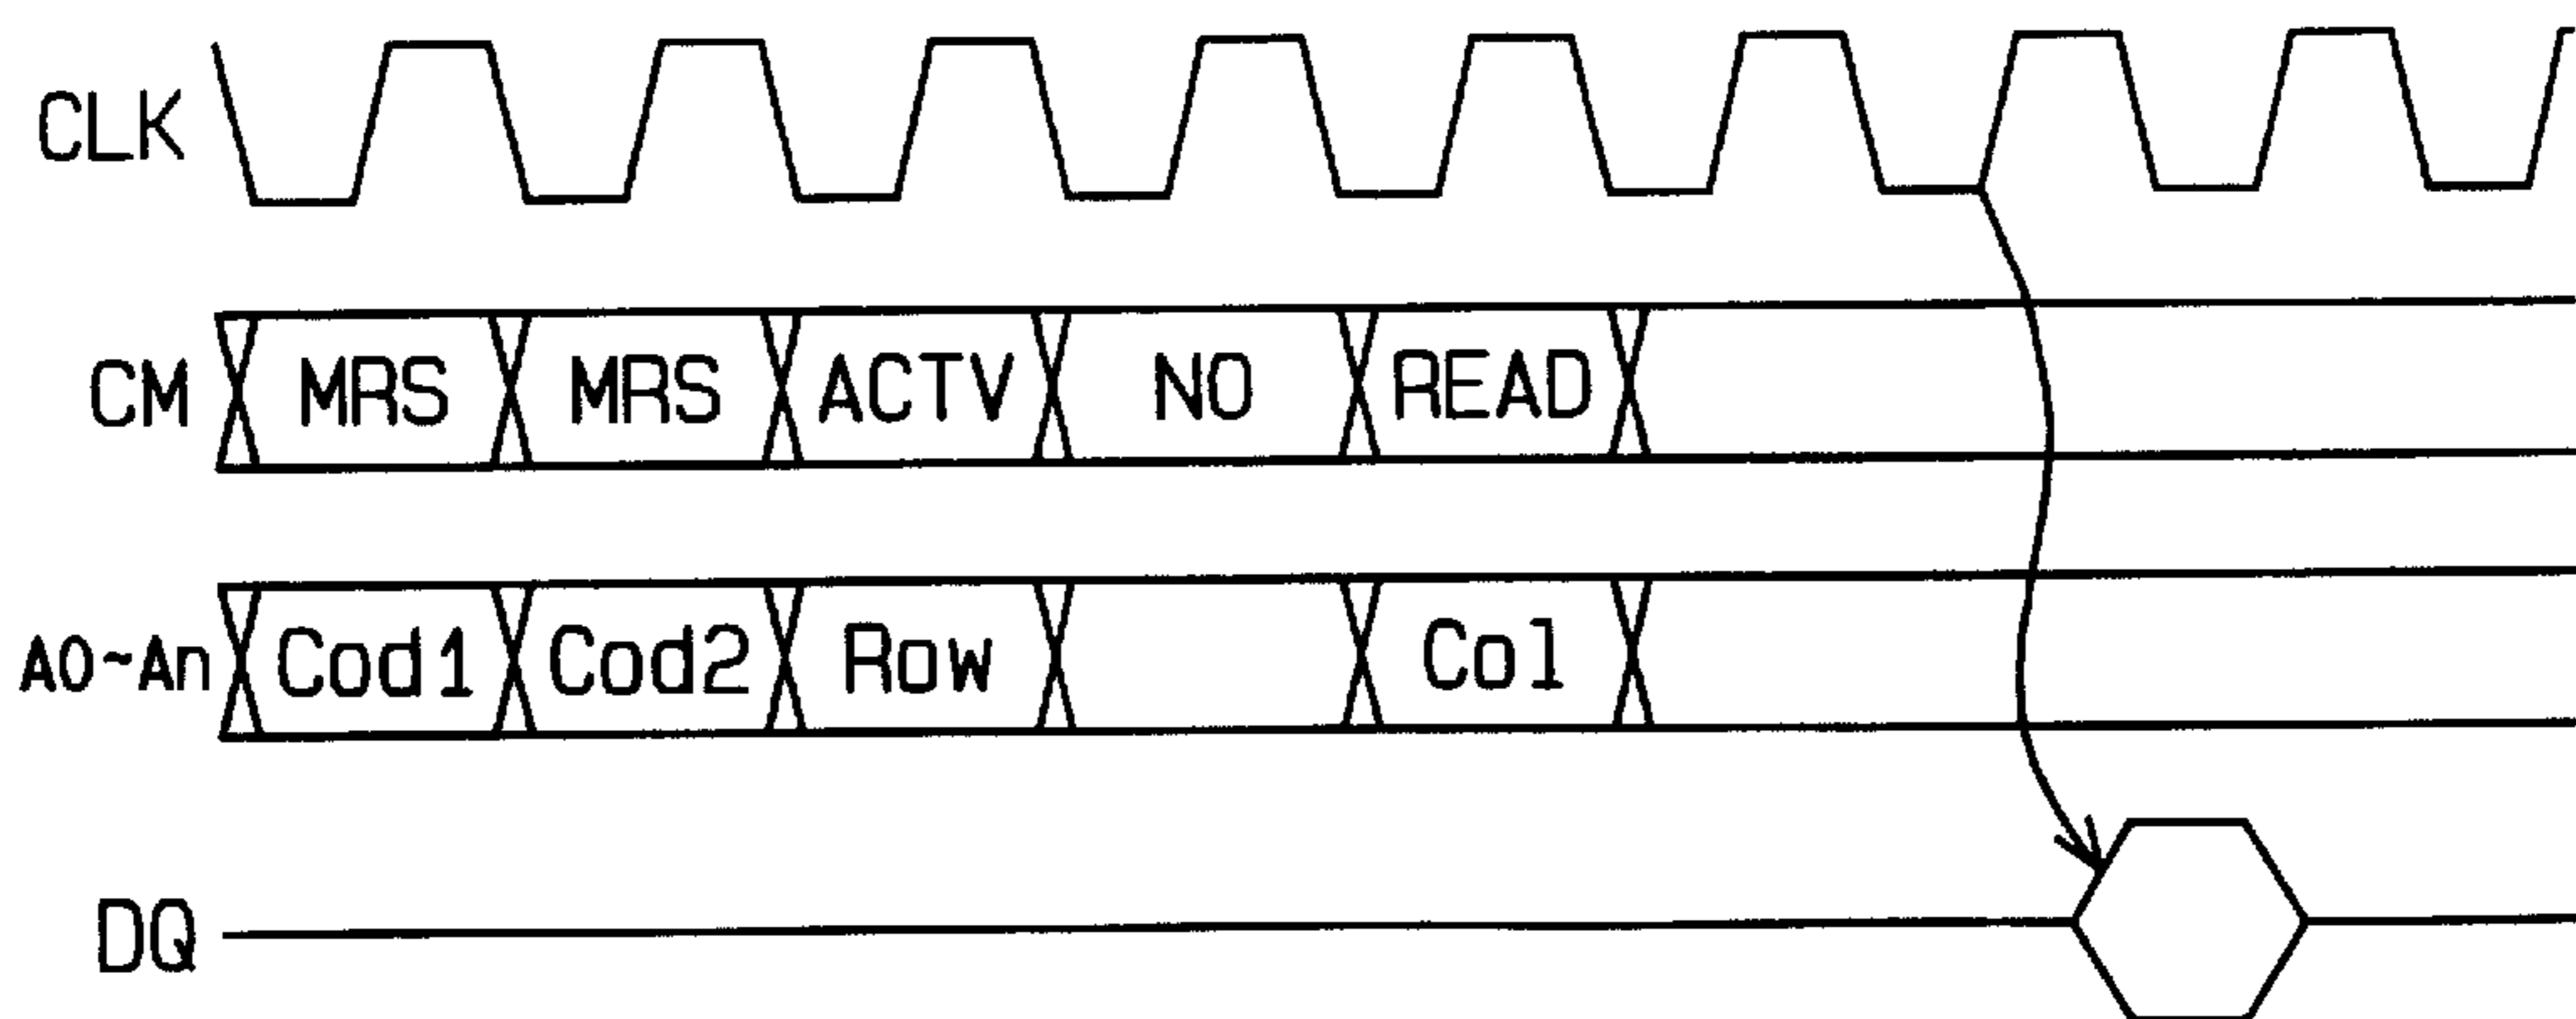 CLK
CM MRS MRS ACTV NO READ
A0~An Cod1 Cod2 Row Col
DQ